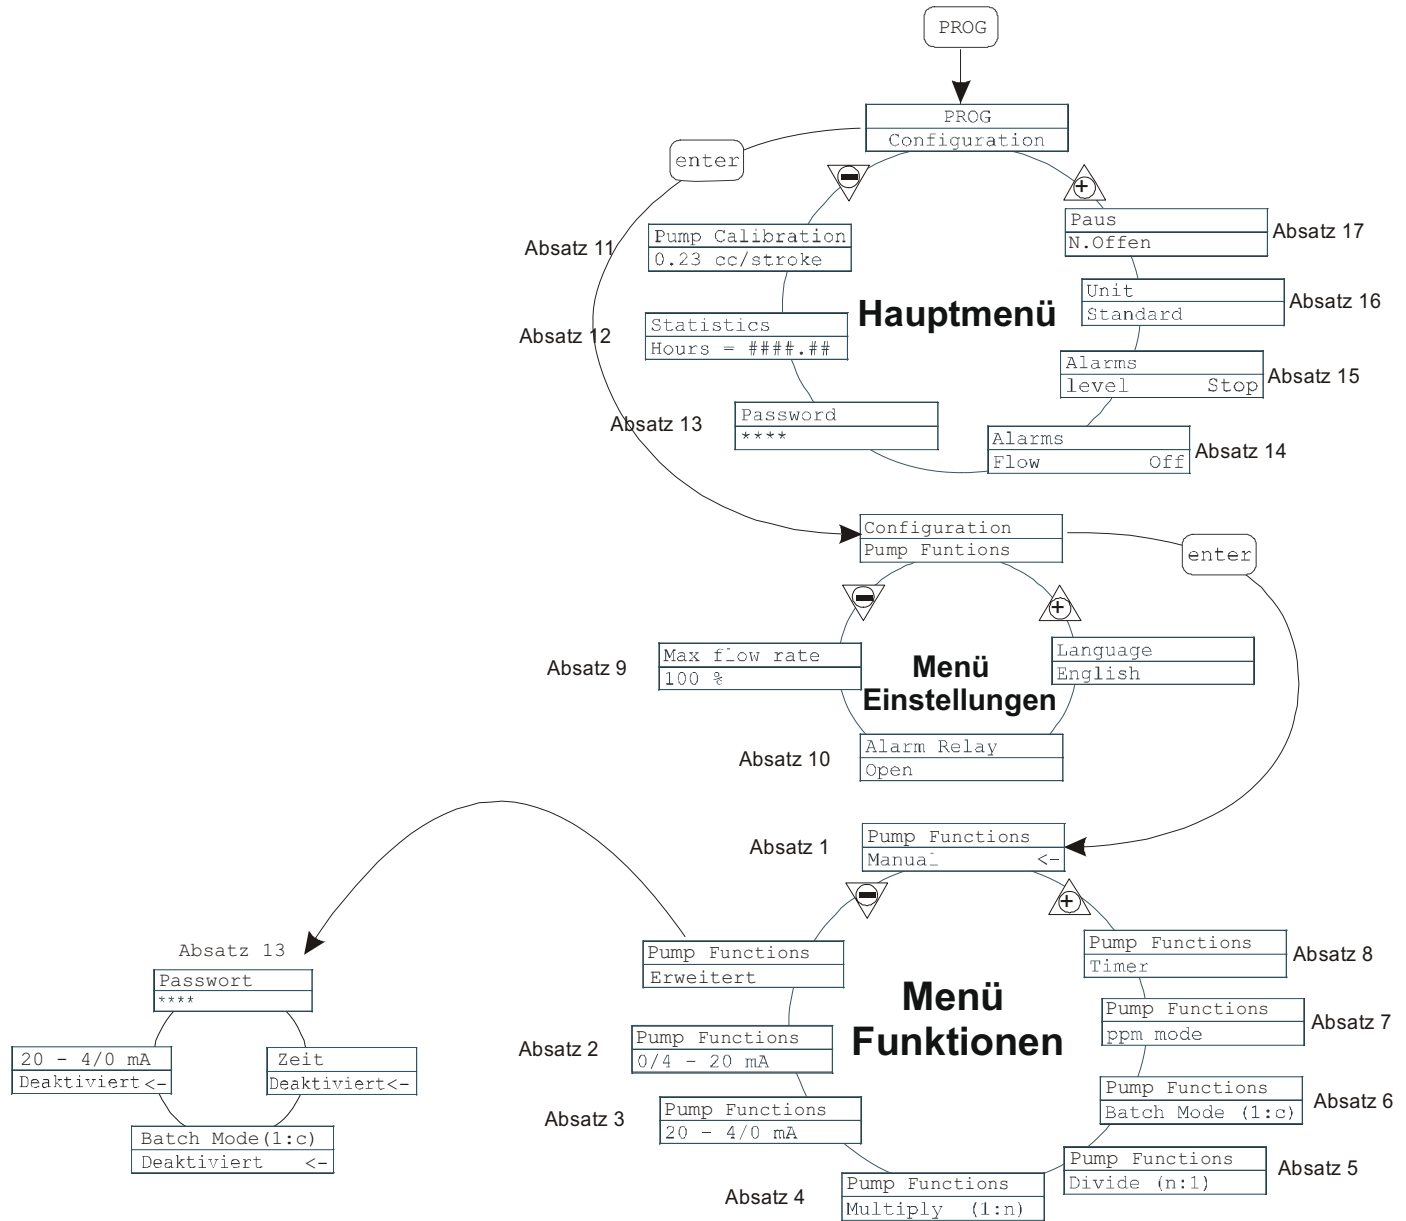 PROG
PROG
Configuration
enter
Pump Calibration
0.23 cc/stroke
Absatz 11
Paus
N.Offen
Absatz 17
Hauptmenü
Unit
Standard
Absatz 16
Statistics
Hours = ####.##
Absatz 12
Alarms
level Stop
Absatz 15
Password
****
Absatz 13
Alarms
Flow Off
Absatz 14
Configuration
Pump Funtions
enter
Max flow rate
100 %
Absatz 9
Menü
Einstellungen
Language
English
Alarm Relay
Open
Absatz 10
Absatz 1
Pump Functions
Manual <-
Pump Functions
Erweitert
Pump Functions
Timer
Absatz 8
Menü
Funktionen
Pump Functions
ppm mode
Absatz 7
Absatz 2
Pump Functions
0/4 - 20 mA
Pump Functions
Batch Mode (1:c)
Absatz 6
Absatz 3
Pump Functions
20 - 4/0 mA
Pump Functions
Divide (n:1)
Absatz 5
Absatz 4
Pump Functions
Multiply (1:n)
Absatz 13
Passwort
****
20 - 4/0 mA
Deaktiviert<-
Zeit
Deaktiviert<-
Batch Mode(1:c)
Deaktiviert <-